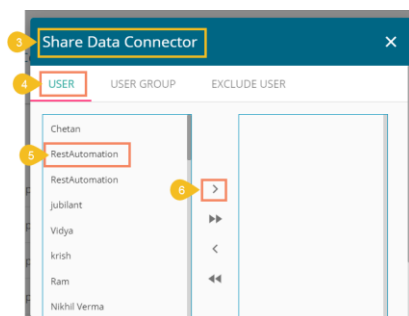 3 Share Data Connector ×
4 USER USER GROUP EXCLUDE USER
Chetan
5 RestAutomation
RestAutomation
6 >
jubilant
Vidya
krish
<
Ram
Nikhil Verma